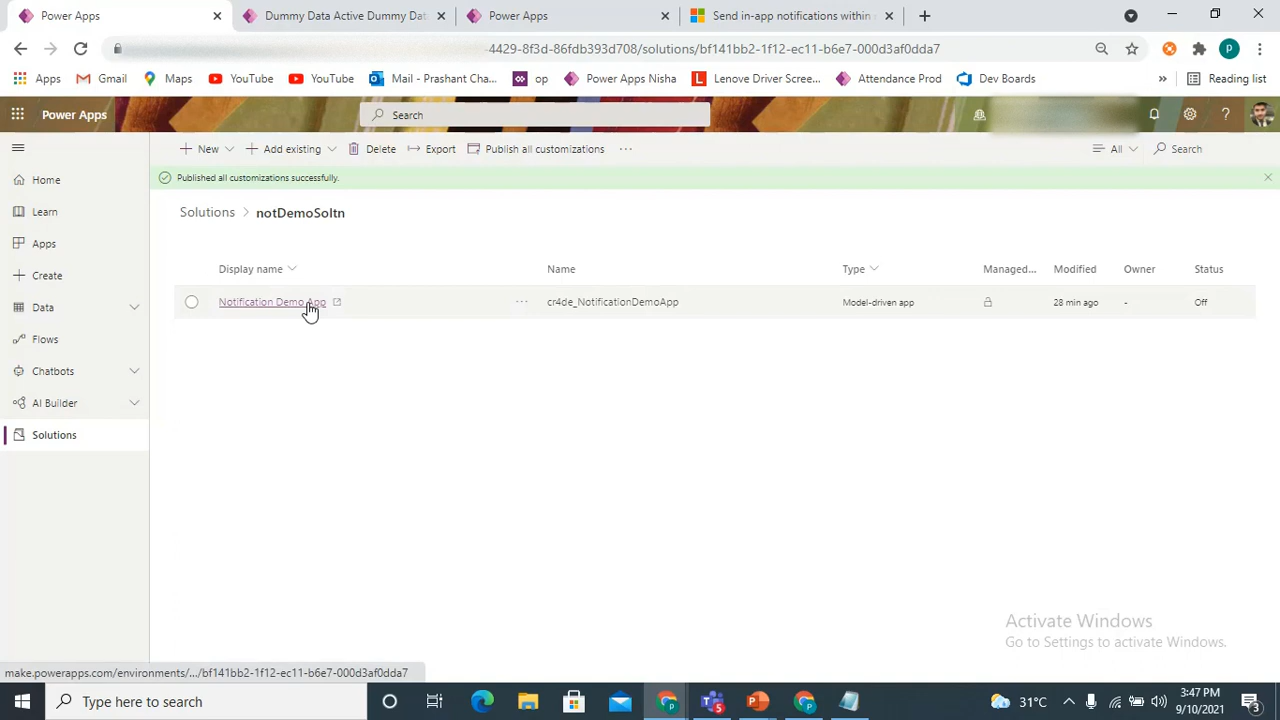 Power Apps
Dummy Data Active Dummy Dat
Power Apps
Send in-app notifications within
-4429-8f3d-86fdb393d708/solutions/bf141bb2-1f12-ec11-b6e7-000d3af0dda7
Apps
Gmail
Maps
YouTube
YouTube
Mail - Prashant Cha...
op
Power Apps Nisha
Lenove Driver Scree...
Attendance Prod
Dev Boards
»
Reading list
Power Apps
Search
New
Add existing
Delete
Export
Publish all customizations
...
All
Search
Published all customizations successfully.
Home
Learn
Apps
Create
Data
Flows
Chatbots
AI Builder
Solutions
Solutions > notDemoSoltn
Display name
Name
Type
Managed...
Modified
Owner
Status
Notification Demo App
...
cr4de_NotificationDemoApp
Model-driven app
28 min ago
-
Off
Activate Windows
Go to Settings to activate Windows.
make.powerapps.com/environments/.../bf141bb2-1f12-ec11-b6e7-000d3af0dda7
Type here to search
31°C
3:47 PM
9/10/2021
3